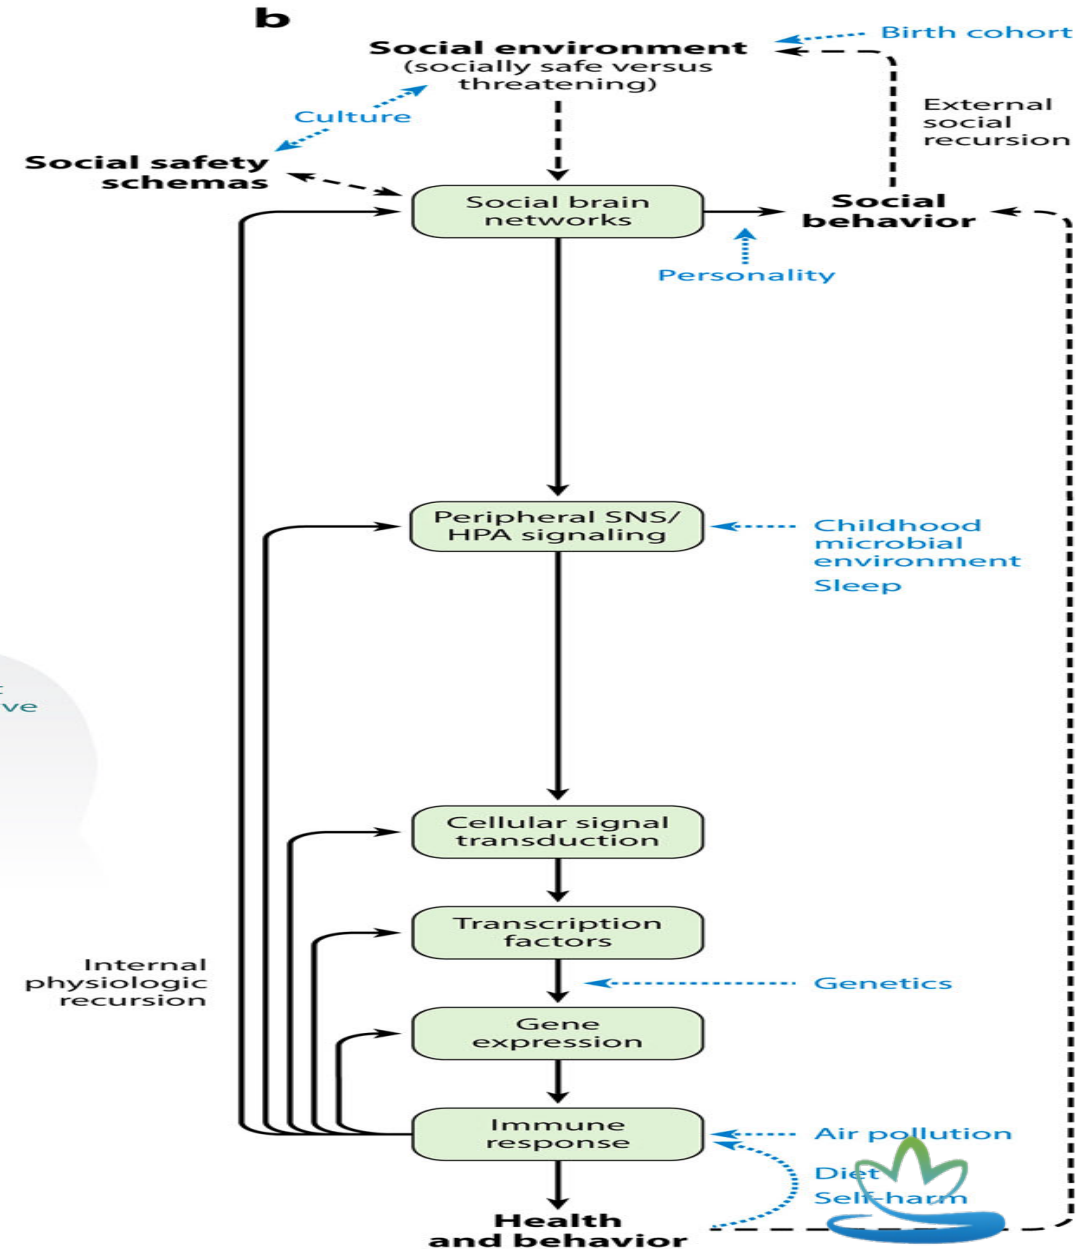 b
Social environment
(socially safe versus
threatening)
Birth cohort
Culture
External
social
recursion
Social safety
schemas
Social brain
networks
Social
behavior
Personality
Peripheral SNS/
HPA signaling
Childhood
microbial
environment
Sleep
ve
Cellular signal
transduction
Transcription
factors
Internal
physiologic
recursion
Genetics
Gene
expression
Immune
response
Air pollution
Diet
Self-harm
Health
and behavior